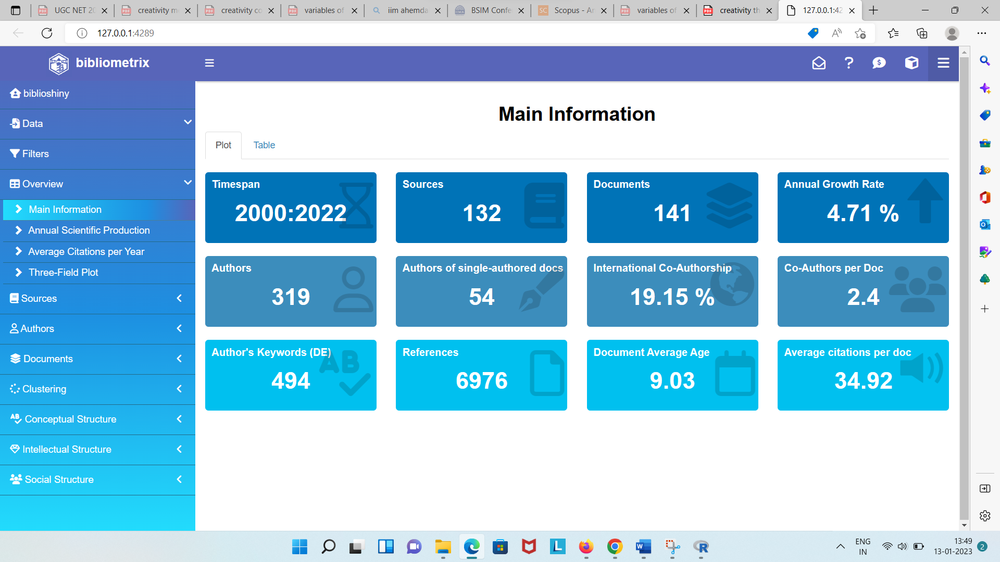 UGC NET 20
creativity m
creativity co
variables of
iim ahemda
BSIM Confe
SC Scopus - Ar
variables of
creativity th
127.0.0.1:42
127.0.0.1:4289
bibliometrix
biblioshiny
Data
Filters
Overview
Main Information
Annual Scientific Production
Average Citations per Year
Three-Field Plot
Sources
Authors
Documents
Clustering
Conceptual Structure
Intellectual Structure
Social Structure
Main Information
Plot Table
Timespan
2000:2022
Sources
132
Documents
141
Annual Growth Rate
4.71 %
Authors
319
Authors of single-authored docs
54
International Co-Authorship
19.15 %
Co-Authors per Doc
2.4
Author's Keywords (DE)
494
References
6976
Document Average Age
9.03
Average citations per doc
34.92
ENG
IN
13:49
13-01-2023
2